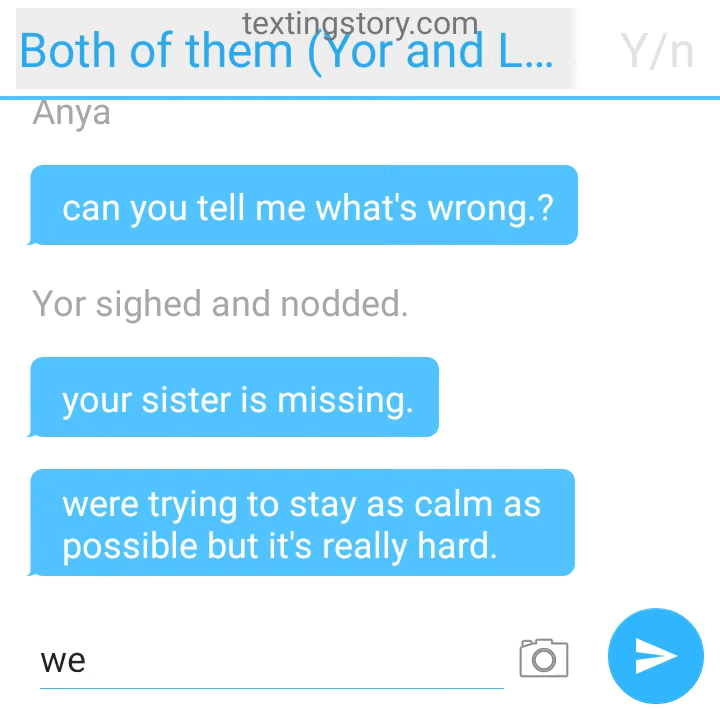 textingstory.com
Both of them (Yor and L...
Y/n
Anya
can you tell me what's wrong.?
Yor sighed and nodded.
your sister is missing.
were trying to stay as calm as
possible but it's really hard.
we